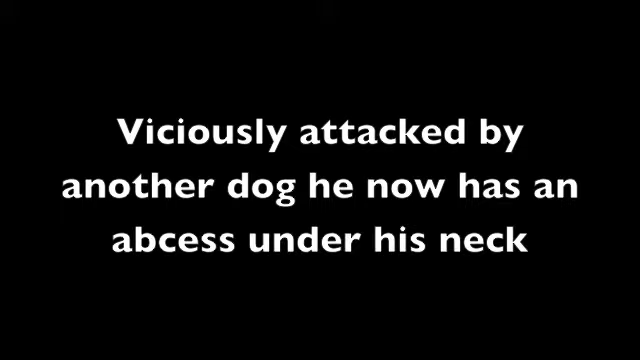 Viciously attacked by
another dog he now has an
abcess under his neck